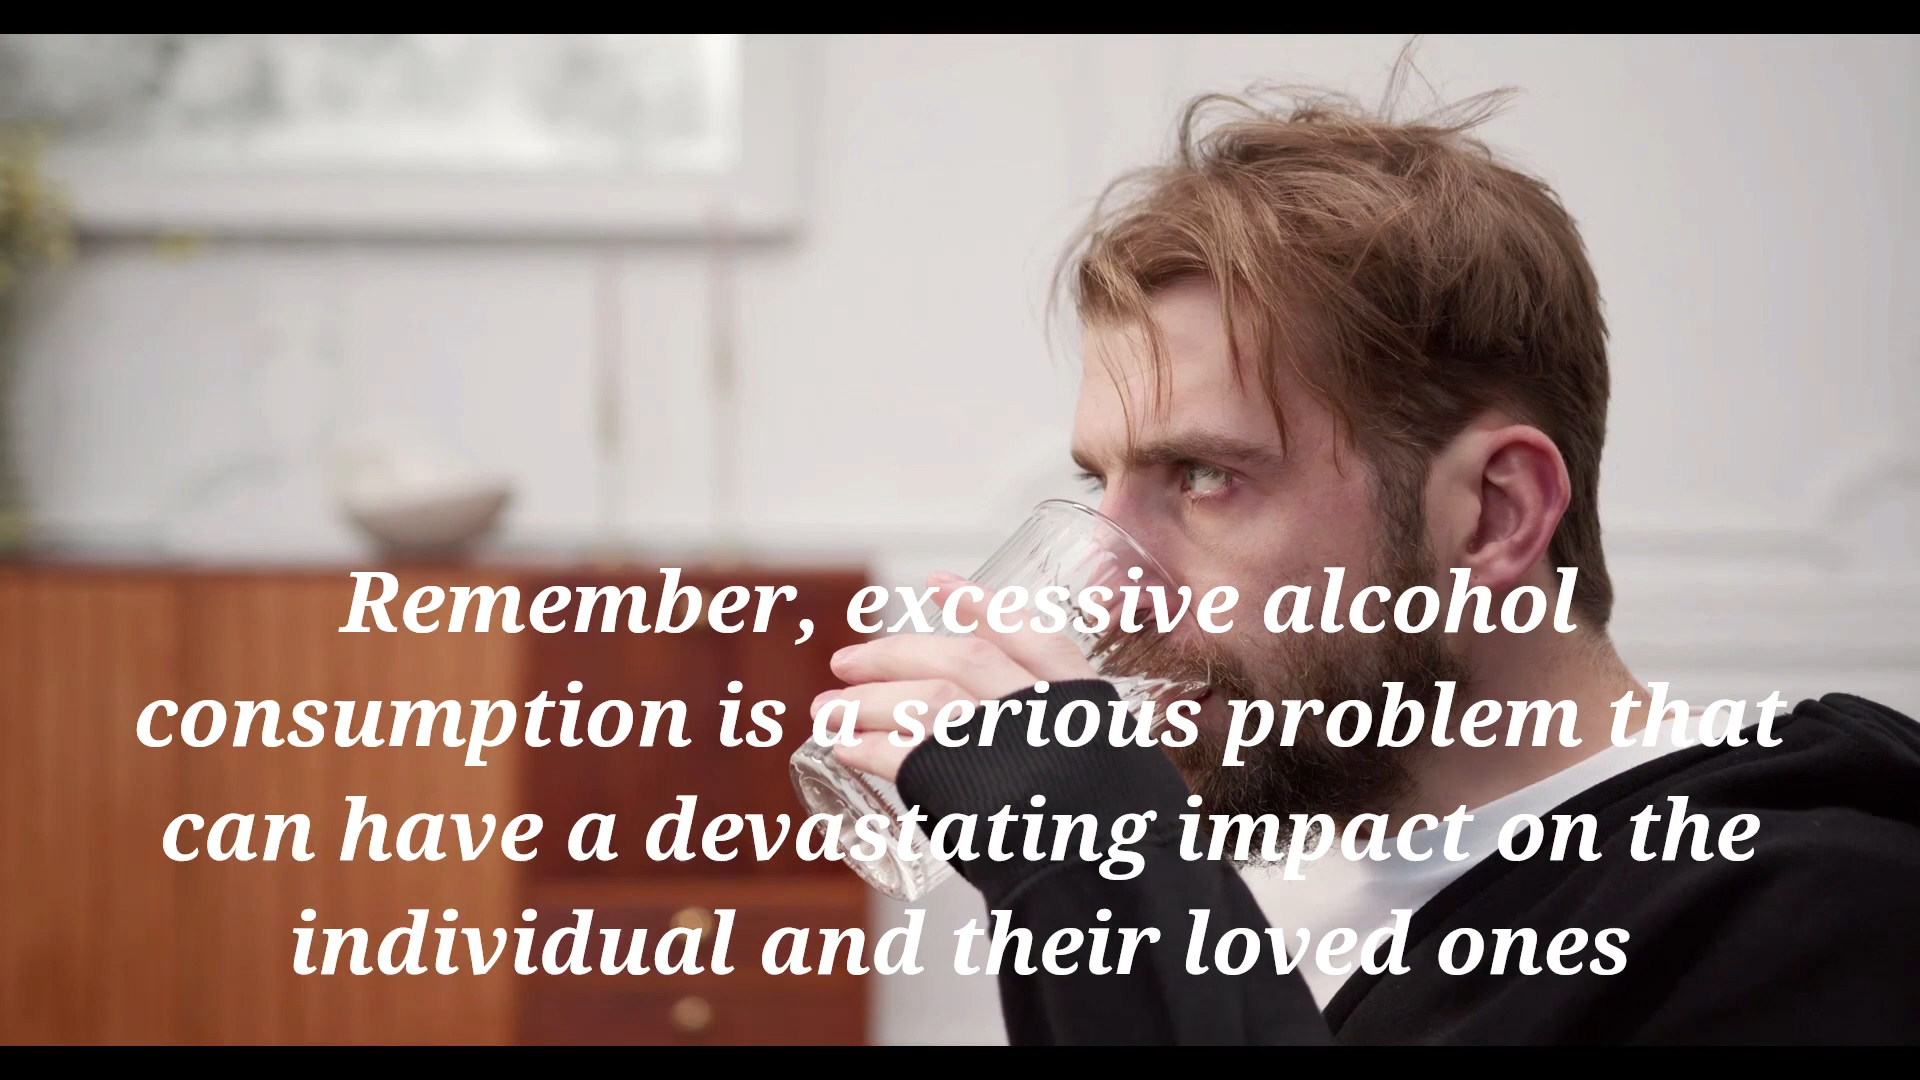 Remember, excessive alcohol
consumption is a serious problem that
can have a devastating impact on the
individual and their loved ones